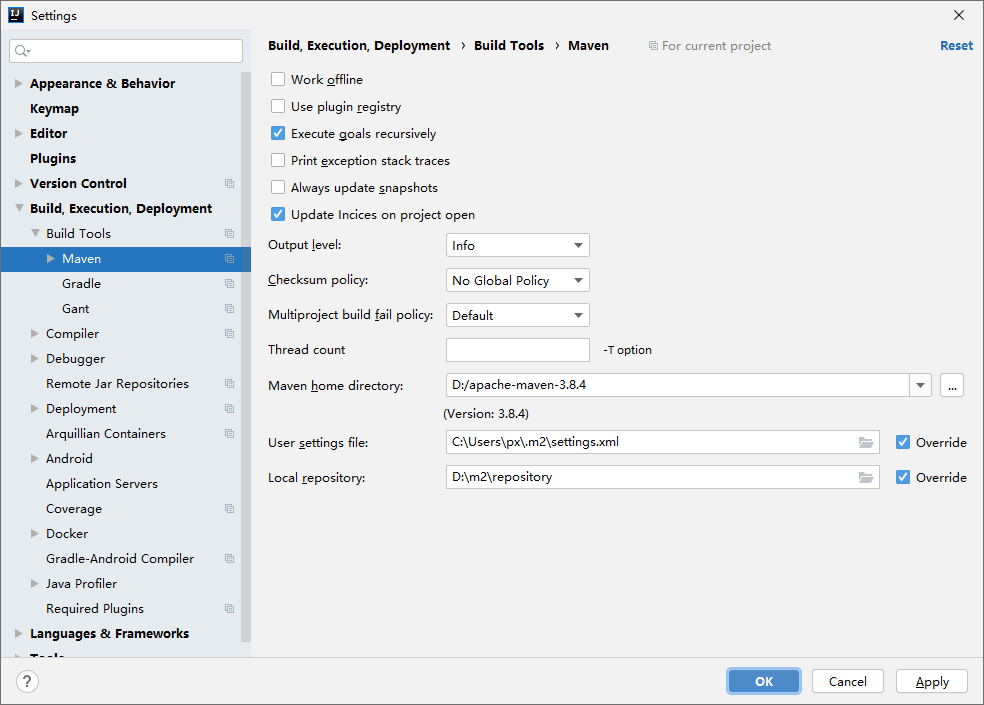 Settings
Build, Execution, Deployment › Build Tools › Maven For current project Reset
Appearance & Behavior
Keymap
Editor
Plugins
Version Control
Build, Execution, Deployment
Build Tools
Maven
Gradle
Gant
Compiler
Debugger
Remote Jar Repositories
Deployment
Arquillian Containers
Android
Application Servers
Coverage
Docker
Gradle-Android Compiler
Java Profiler
Required Plugins
Languages & Frameworks
Tools
Work offline
Use plugin registry
Execute goals recursively
Print exception stack traces
Always update snapshots
Update Incices on project open
Output level: Info
Checksum policy: No Global Policy
Multiproject build fail policy: Default
Thread count -T option
Maven home directory: D:/apache-maven-3.8.4 ...
(Version: 3.8.4)
User settings file: C:\Users\px\.m2\settings.xml Override
Local repository: D:\m2\repository Override
? OK Cancel Apply